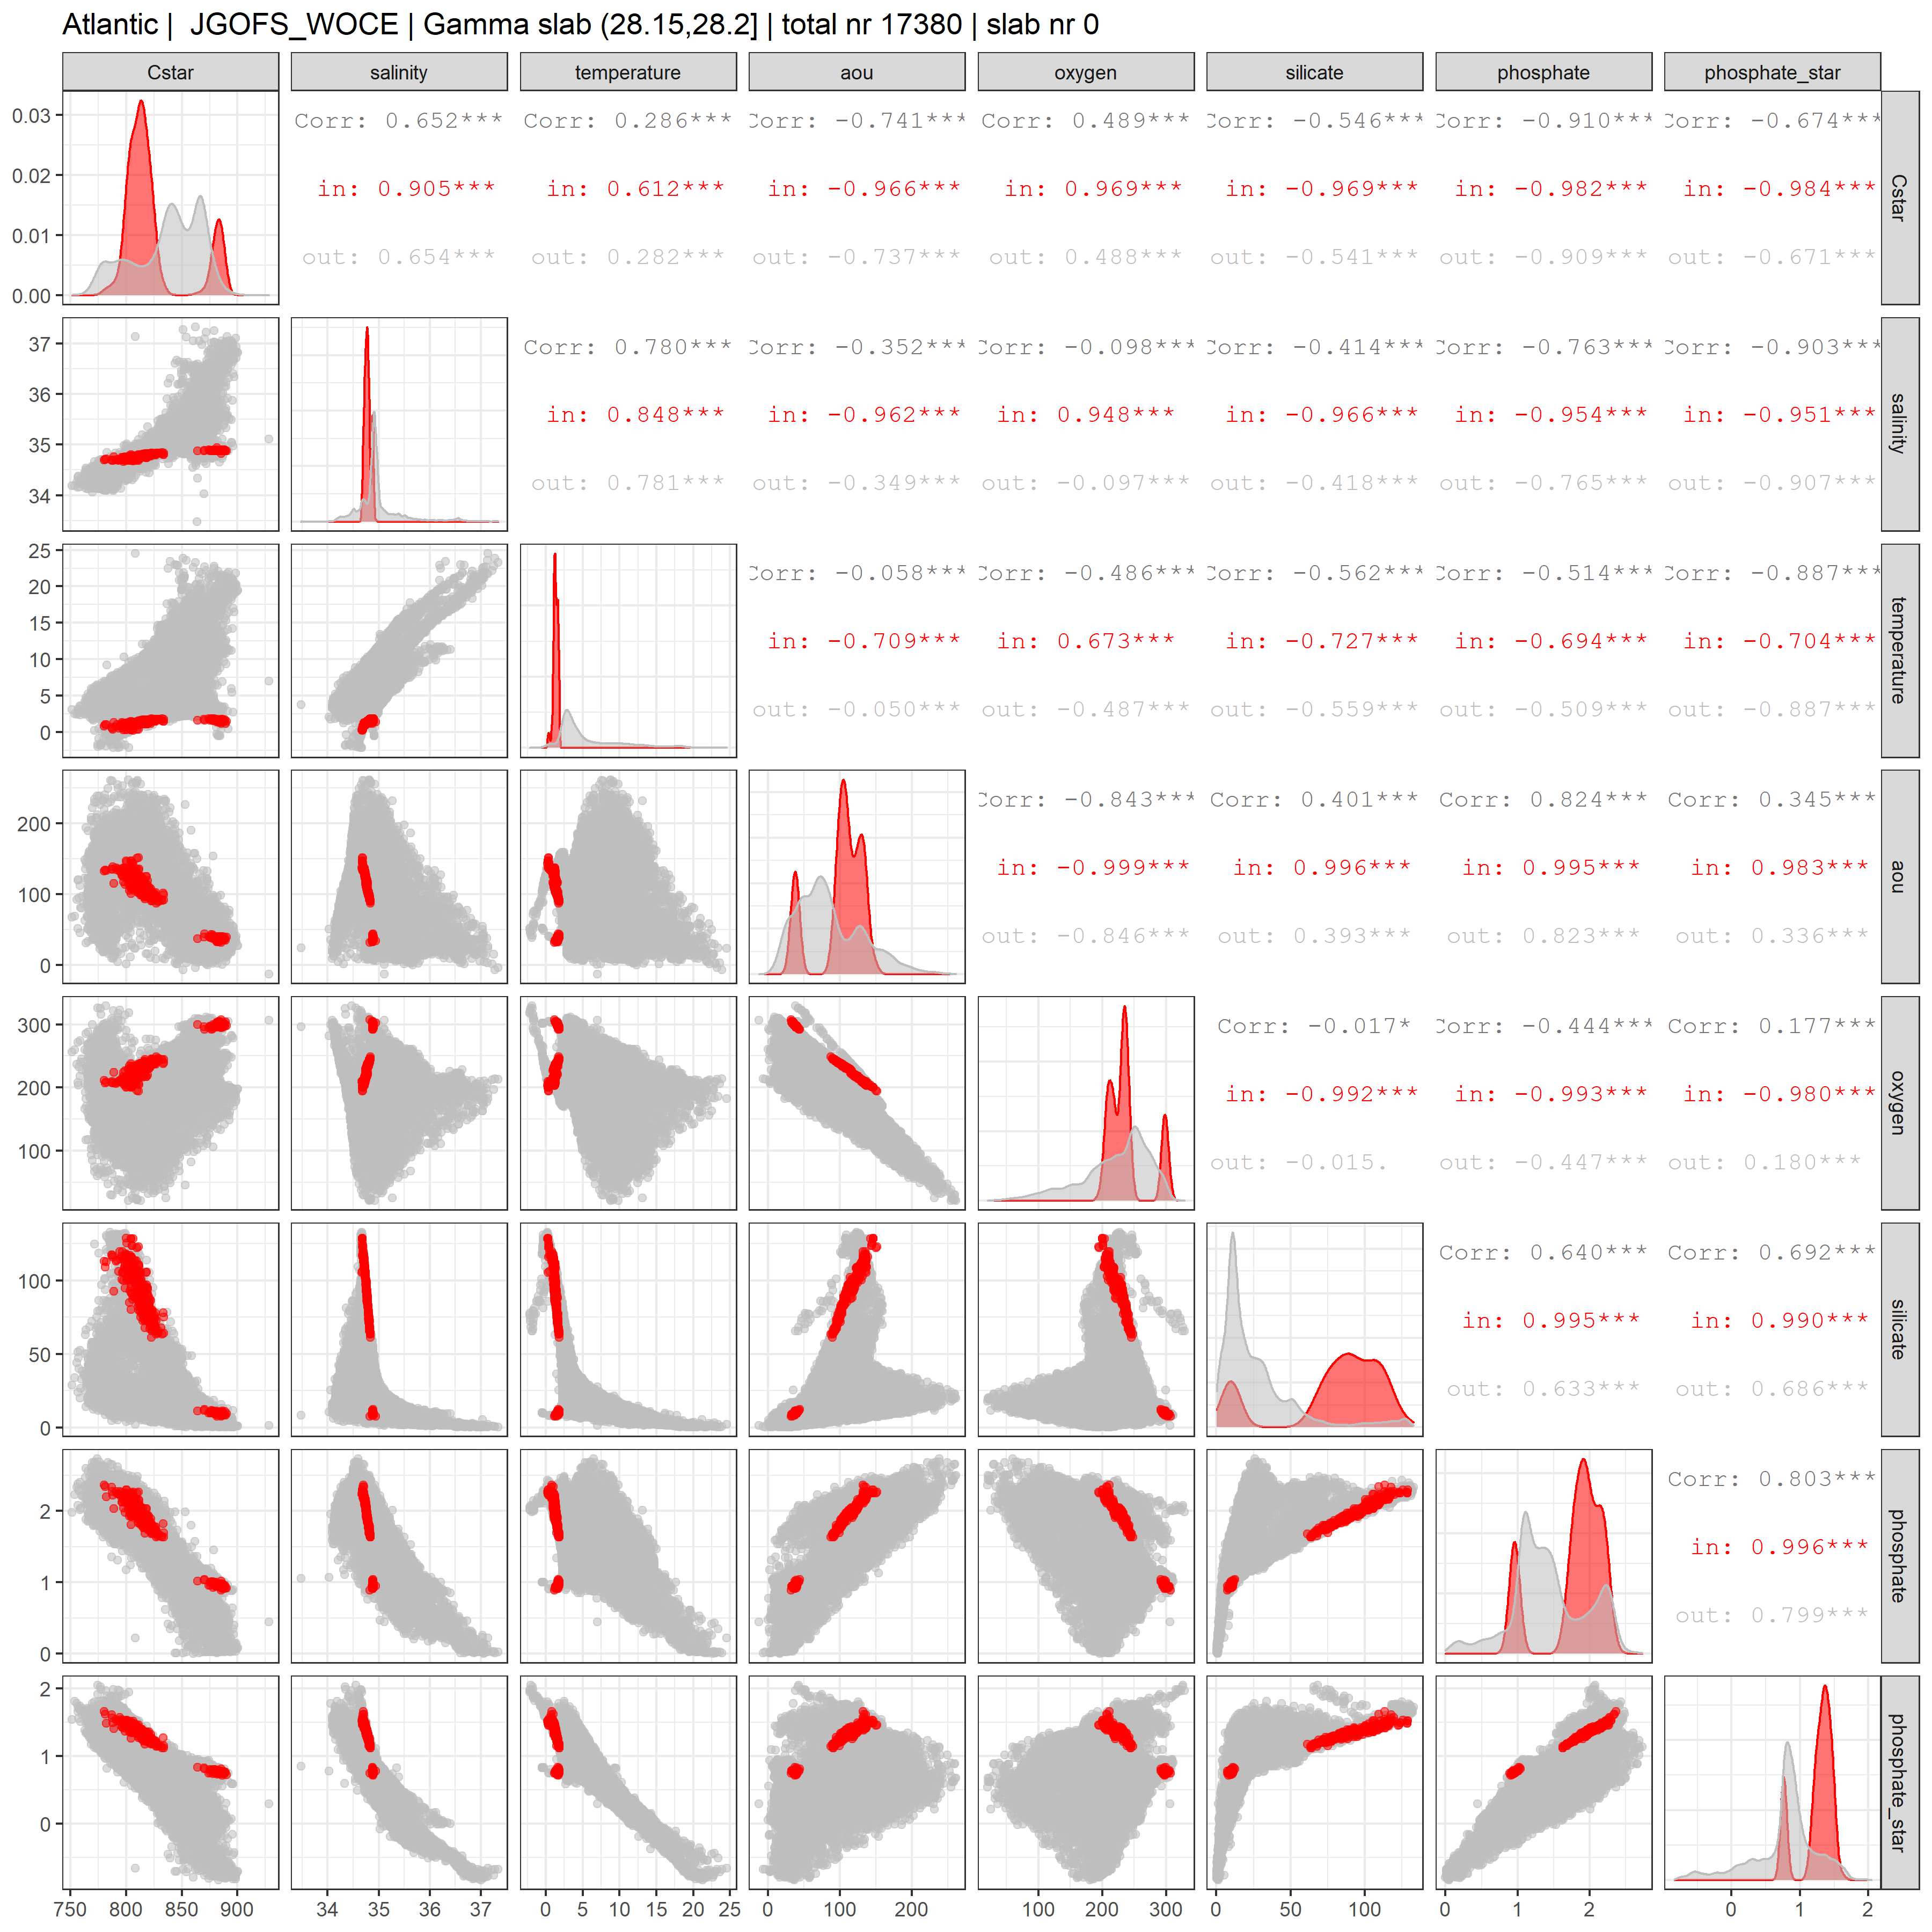 Atlantic |  JGOFS_WOCE | Gamma slab (28.15,28.2] | total nr 17380 | slab nr 0
Cstar salinity temperature aou oxygen silicate phosphate phosphate_star
0.03
0.02
0.01
0.00
Corr: 0.652*** Corr: 0.286*** Corr: -0.741*** Corr: 0.489*** Corr: -0.546*** Corr: -0.910*** Corr: -0.674***
in: 0.905*** in: 0.612*** in: -0.966*** in: 0.969*** in: -0.969*** in: -0.982*** in: -0.984***
out: 0.654*** out: 0.282*** out: -0.737*** out: 0.488*** out: -0.541*** out: -0.909*** out: -0.671***
Cstar
37
36
35
34
Corr: 0.780*** Corr: -0.352*** Corr: -0.098*** Corr: -0.414*** Corr: -0.763*** Corr: -0.903***
in: 0.848*** in: -0.962*** in: 0.948*** in: -0.966*** in: -0.954*** in: -0.951***
out: 0.781*** out: -0.349*** out: -0.097*** out: -0.418*** out: -0.765*** out: -0.907***
salinity
25
20
15
10
5
0
Corr: -0.058*** Corr: -0.486*** Corr: -0.562*** Corr: -0.514*** Corr: -0.887***
in: -0.709*** in: 0.673*** in: -0.727*** in: -0.694*** in: -0.704***
out: -0.050*** out: -0.487*** out: -0.559*** out: -0.509*** out: -0.887***
temperature
200
100
0
Corr: -0.843*** Corr: 0.401*** Corr: 0.824*** Corr: 0.345***
in: -0.999*** in: 0.996*** in: 0.995*** in: 0.983***
out: -0.846*** out: 0.393*** out: 0.823*** out: 0.336***
aou
300
200
100
Corr: -0.017* Corr: -0.444*** Corr: 0.177***
in: -0.992*** in: -0.993*** in: -0.980***
out: -0.015. out: -0.447*** out: 0.180***
oxygen
100
50
0
Corr: 0.640*** Corr: 0.692***
in: 0.995*** in: 0.990***
out: 0.633*** out: 0.686***
silicate
2
1
0
Corr: 0.803***
in: 0.996***
out: 0.799***
phosphate
2
1
0
phosphate_star
750 800 850 900 34 35 36 37 0 5 10 15 20 25 0 100 200 100 200 300 0 50 100 0 1 2 0 1 2